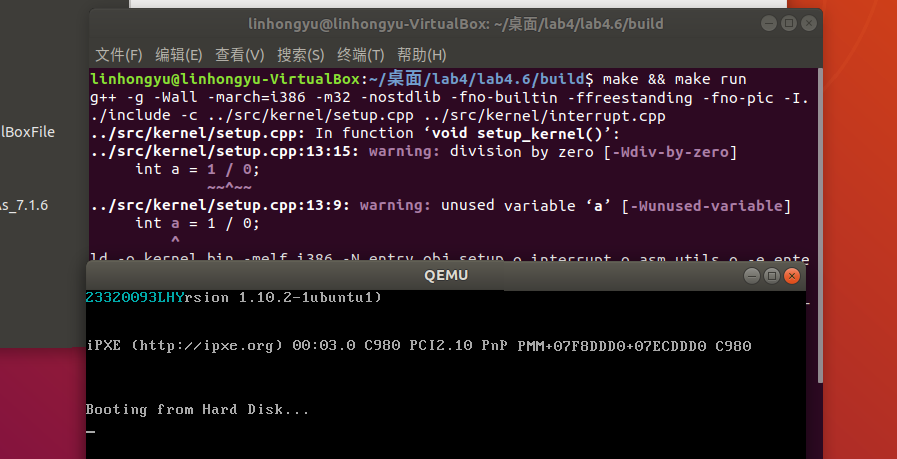 linhongyu@linhongyu-VirtualBox: ~/桌面/lab4/lab4.6/build
文件(F) 编辑(E) 查看(V) 搜索(S) 终端(T) 帮助(H)
linhongyu@linhongyu-VirtualBox:~/桌面/lab4/lab4.6/build$ make && make run
g++ -g -Wall -march=i386 -m32 -nostdlib -fno-builtin -ffreestanding -fno-pic -I.
./include -c ../src/kernel/setup.cpp ../src/kernel/interrupt.cpp
../src/kernel/setup.cpp: In function ‘void setup_kernel()’:
../src/kernel/setup.cpp:13:15: warning: division by zero [-Wdiv-by-zero]
int a = 1 / 0;
~~^~~
../src/kernel/setup.cpp:13:9: warning: unused variable ‘a’ [-Wunused-variable]
int a = 1 / 0;
^
ld -o kernel.bin -melf_i386 -N entry.obj setup.o interrupt.o asm_utils.o -e ente
lBoxFile
As_7.1.6
QEMU
23320093LHYrsion 1.10.2-1ubuntu1)
iPXE (http://ipxe.org) 00:03.0 C980 PCI2.10 PnP PMM+07F8DDD0+07ECDDD0 C980
Booting from Hard Disk...